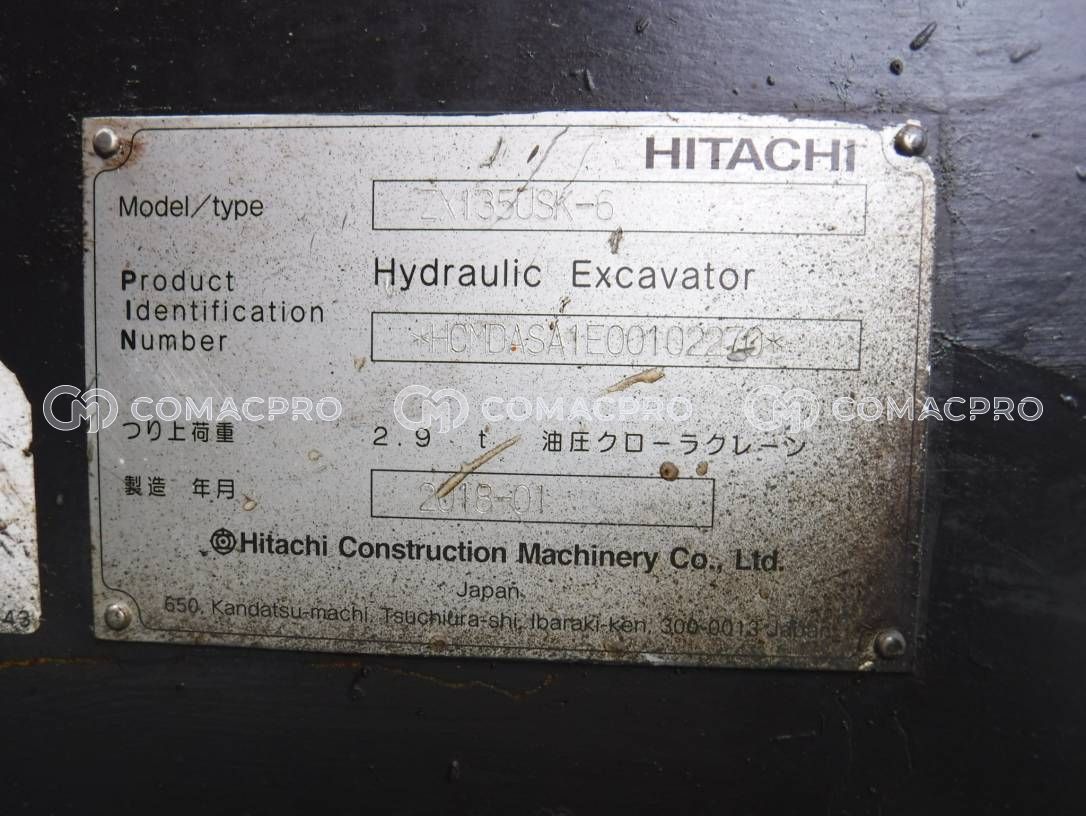 HITACHI
Model/type ZX135USK-6
Hydraulic Excavator
Product
Identification
Number *HCMDASA1E00102270*
COMACPRO COMACPRO COMACPRO
つり上荷重 2.9 t 油圧クローラクレーン
製造 年月 2018-01
Hitachi Construction Machinery Co., Ltd.
Japan
650, Kandatsu-machi, Tsuchiura-shi, Ibaraki-ken, 300-0013 Japan
43